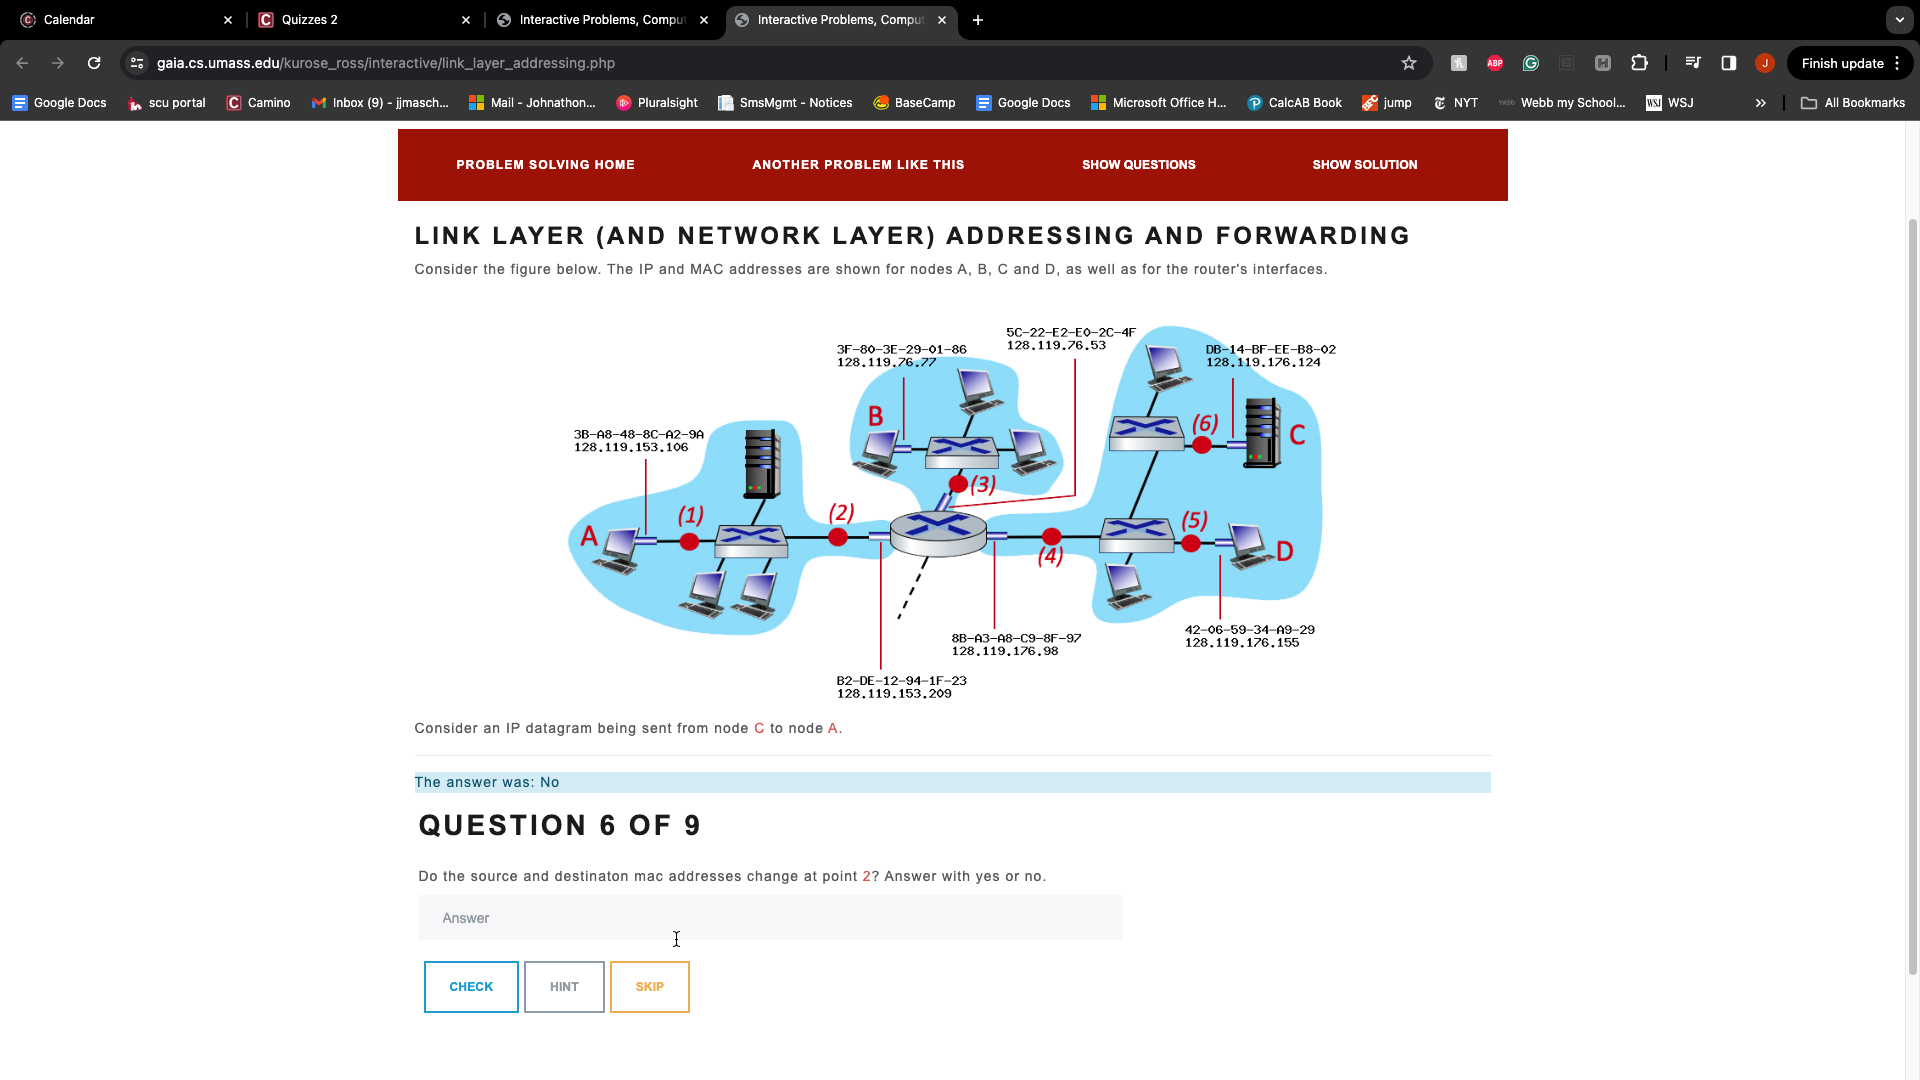 Calendar
Quizzes 2
Interactive Problems, Compu
Interactive Problems, Compu
gaia.cs.umass.edu/kurose_ross/interactive/link_layer_addressing.php
ABP
J
Finish update
Google Docs
scu portal
Camino
Inbox (9) - jjmasch...
Mail - Johnathon...
Pluralsight
SmsMgmt - Notices
BaseCamp
Google Docs
Microsoft Office H...
CalcAB Book
jump
NYT
Webb my School...
WSJ
WSJ
All Bookmarks
PROBLEM SOLVING HOME
ANOTHER PROBLEM LIKE THIS
SHOW QUESTIONS
SHOW SOLUTION
LINK LAYER (AND NETWORK LAYER) ADDRESSING AND FORWARDING
Consider the figure below. The IP and MAC addresses are shown for nodes A, B, C and D, as well as for the router's interfaces.
5C-22-E2-E0-2C-4F
128.119.76.53
3F-80-3E-29-01-86
128.119.76.77
DB-14-BF-EE-B8-02
128.119.176.124
B
(6)
C
3B-A8-48-8C-A2-9A
128.119.153.106
(3)
(1)
(2)
(5)
A
(4)
D
8B-A3-A8-C9-8F-97
128.119.176.98
42-06-59-34-A9-29
128.119.176.155
B2-DE-12-94-1F-23
128.119.153.209
Consider an IP datagram being sent from node C to node A.
The answer was: No
QUESTION 6 OF 9
Do the source and destinaton mac addresses change at point 2? Answer with yes or no.
Answer
CHECK
HINT
SKIP